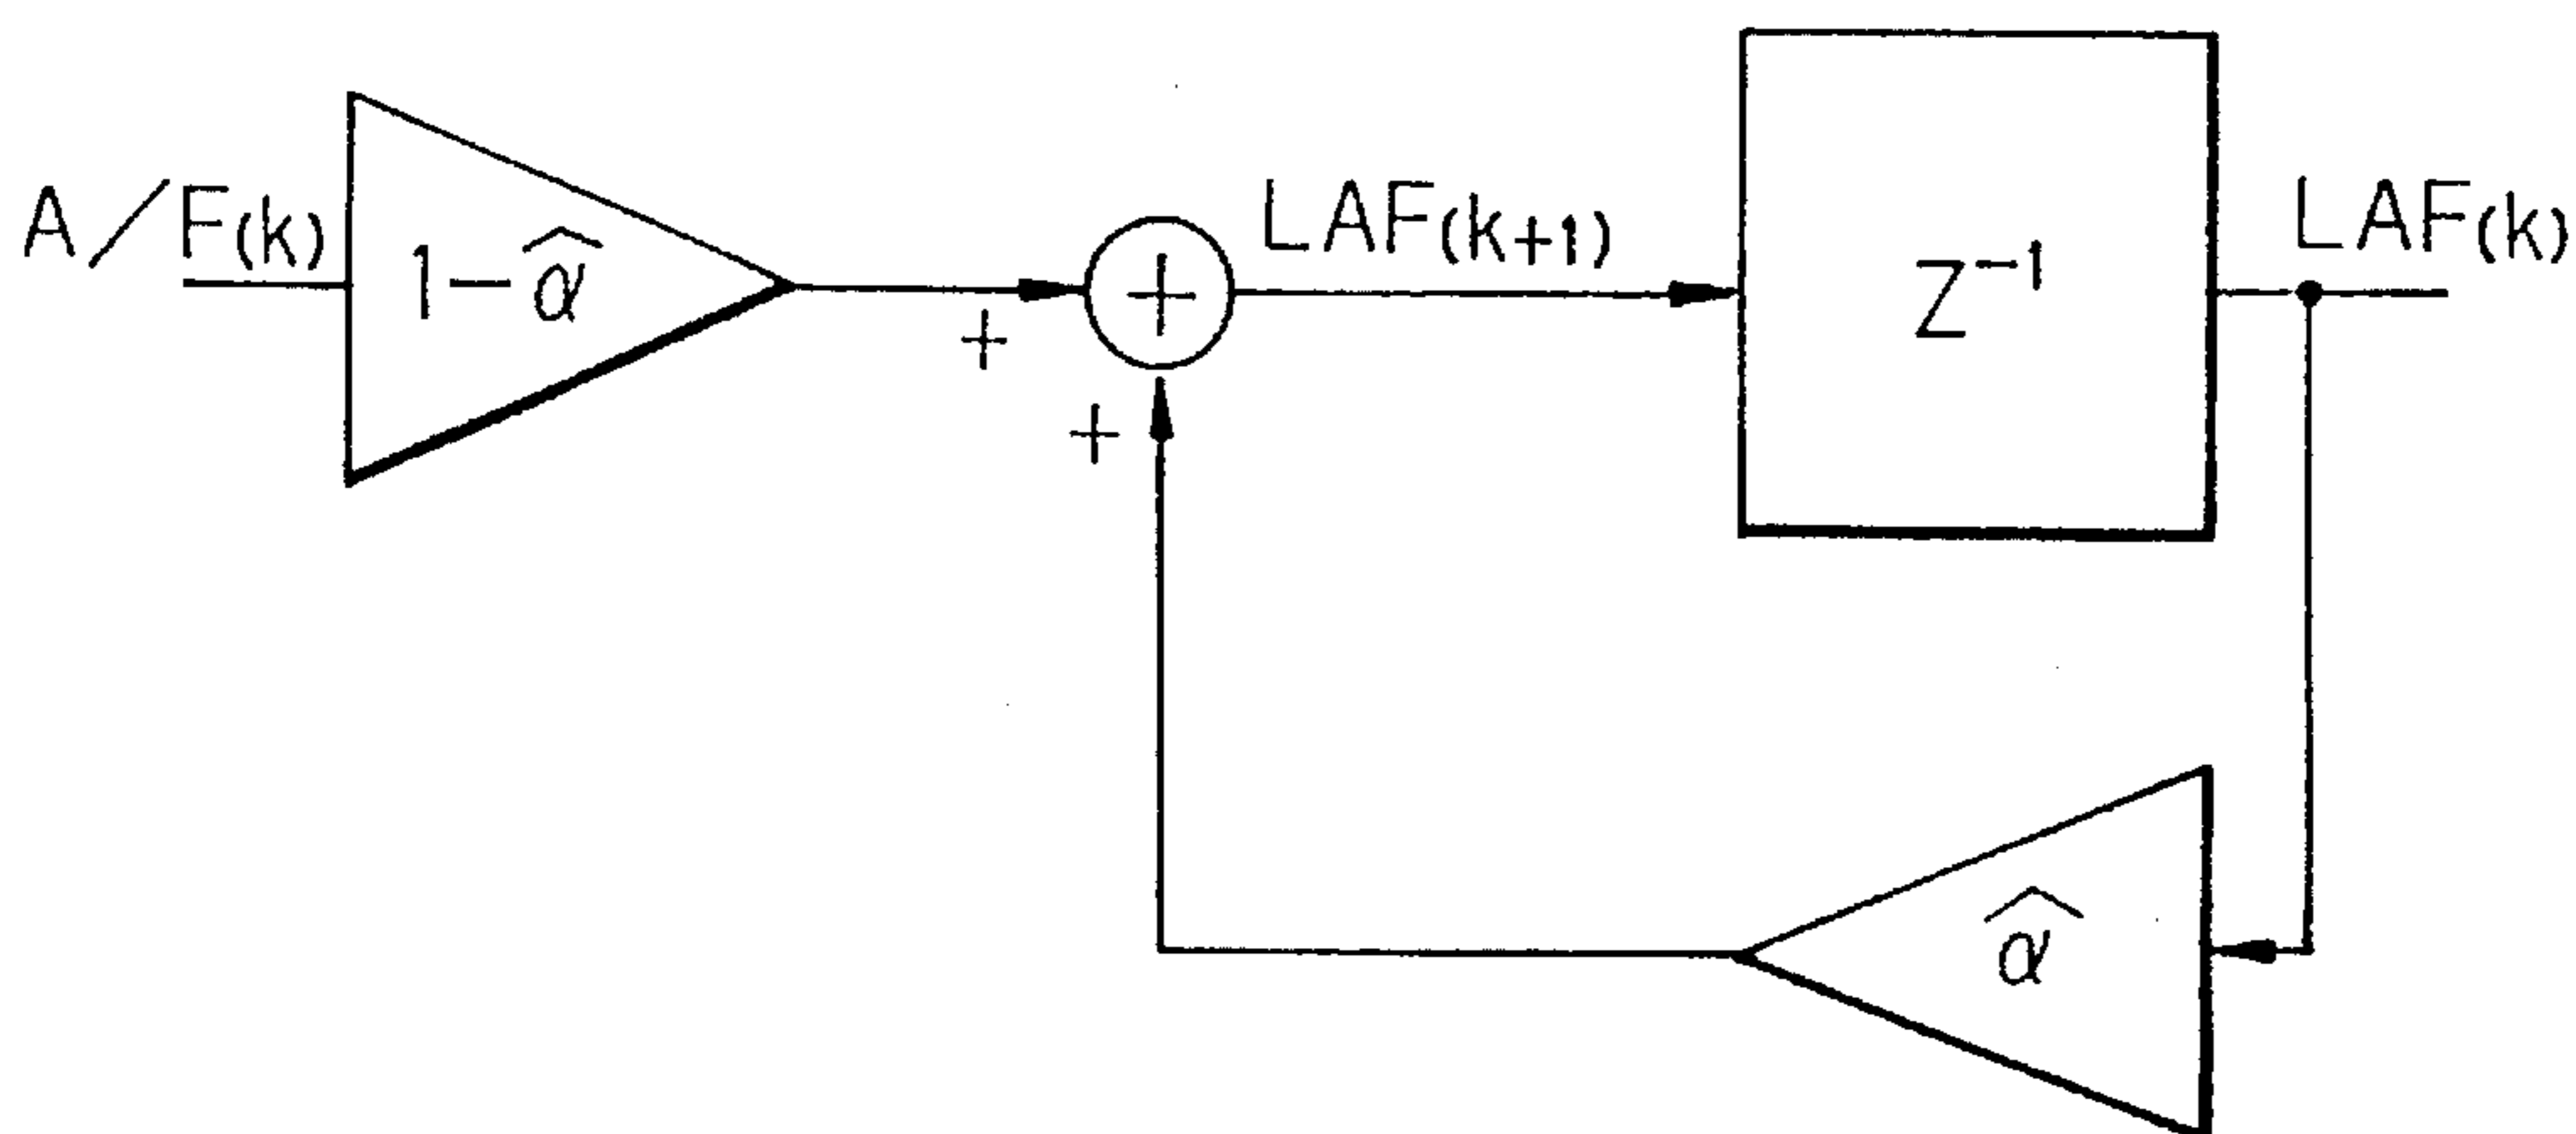 A/F(k)
1-α̂
+
+
+
LAF(k+1)
Z⁻¹
LAF(k)
α̂